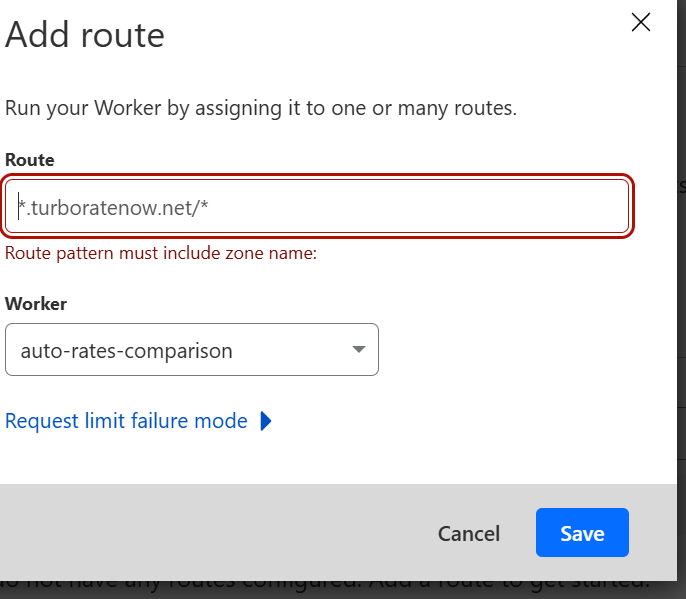 Add route
Run your Worker by assigning it to one or many routes.
Route
*.turboratenow.net/*
Route pattern must include zone name:
Worker
auto-rates-comparison
Request limit failure mode
Cancel
Save
do not have any routes configured. Add a route to get started.